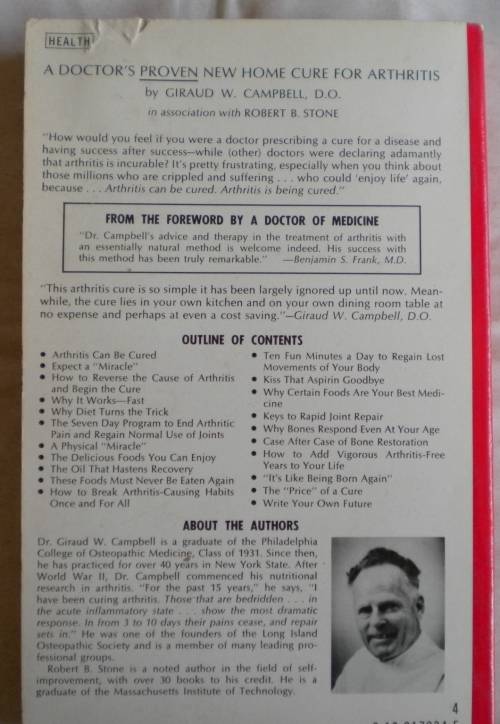 HEALTH
A DOCTOR'S PROVEN NEW HOME CURE FOR ARTHRITIS
by GIRAUD W. CAMPBELL, D.O.
in association with ROBERT B. STONE
"How would you feel if you were a doctor prescribing a cure for a disease and
having success after success—while (other) doctors were declaring adamantly
that arthritis is incurable? It's pretty frustrating, especially when you think about
those millions who are crippled and suffering . . . who could 'enjoy life' again,
because . . . Arthritis can be cured. Arthritis is being cured."
FROM THE FOREWORD BY A DOCTOR OF MEDICINE
"Dr. Campbell's advice and therapy in the treatment of arthritis with
an essentially natural method is welcome indeed. His success with
this method has been truly remarkable." —Benjamin S. Frank, M.D.
"This arthritis cure is so simple it has been largely ignored up until now. Mean-
while, the cure lies in your own kitchen and on your own dining room table at
no expense and perhaps at even a cost saving."—Giraud W. Campbell, D.O.
OUTLINE OF CONTENTS
• Arthritis Can Be Cured
• Expect a "Miracle"
• How to Reverse the Cause of Arthritis
and Begin the Cure
• Why It Works—Fast
• Why Diet Turns the Trick
• The Seven Day Program to End Arthritic
Pain and Regain Normal Use of Joints
• A Physical "Miracle"
• The Delicious Foods You Can Enjoy
• The Oil That Hastens Recovery
• These Foods Must Never Be Eaten Again
• How to Break Arthritis-Causing Habits
Once and For All
• Ten Fun Minutes a Day to Regain Lost
Movements of Your Body
• Kiss That Aspirin Goodbye
• Why Certain Foods Are Your Best Medi-
cine
• Keys to Rapid Joint Repair
• Why Bones Respond Even At Your Age
• Case After Case of Bone Restoration
• How to Add Vigorous Arthritis-Free
Years to Your Life
• "It's Like Being Born Again"
• The "Price" of a Cure
• Write Your Own Future
ABOUT THE AUTHORS
Dr. Giraud W. Campbell is a graduate of the Philadelphia
College of Osteopathic Medicine, Class of 1931. Since then,
he has practiced for over 40 years in New York State. After
World War II, Dr. Campbell commenced his nutritional
research in arthritis. "For the past 15 years," he says, "I
have been curing arthritis. Those that are bedridden . . . in
the acute inflammatory state . . . show the most dramatic
response. In from 3 to 10 days their pains cease, and repair
sets in." He was one of the founders of the Long Island
Osteopathic Society and is a member of many leading pro-
fessional groups.
Robert B. Stone is a noted author in the field of self-
improvement, with over 30 books to his credit. He is a
graduate of the Massachusetts Institute of Technology.
4